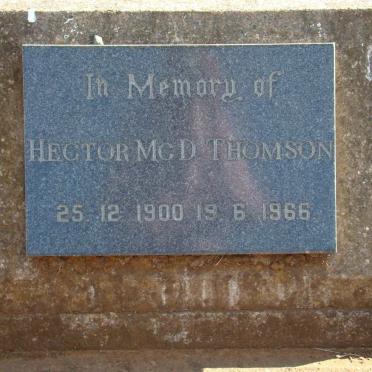 In Memory of
HECTOR MCD THOMSON
25 12 1900 19 6 1966